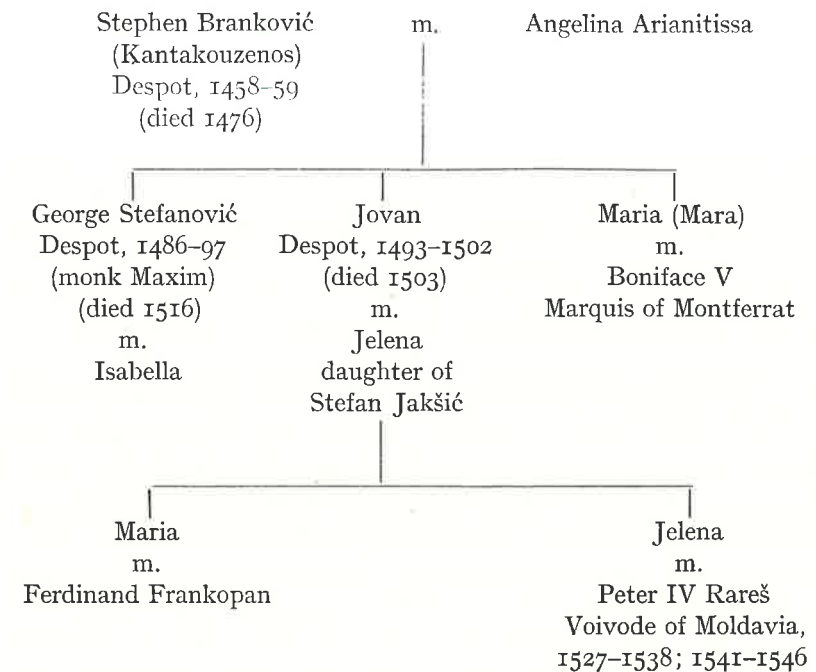 Stephen Branković m. Angelina Arianitissa
(Kantakouzenos)
Despot, 1458–59
(died 1476)
George Stefanović
Despot, 1486–97
(monk Maxim)
(died 1516)
m.
Isabella
Jovan
Despot, 1493–1502
(died 1503)
m.
Jelena
daughter of
Stefan Jakšić
Maria (Mara)
m.
Boniface V
Marquis of Montferrat
Maria
m.
Ferdinand Frankopan
Jelena
m.
Peter IV Rareš
Voivode of Moldavia,
1527–1538; 1541–1546